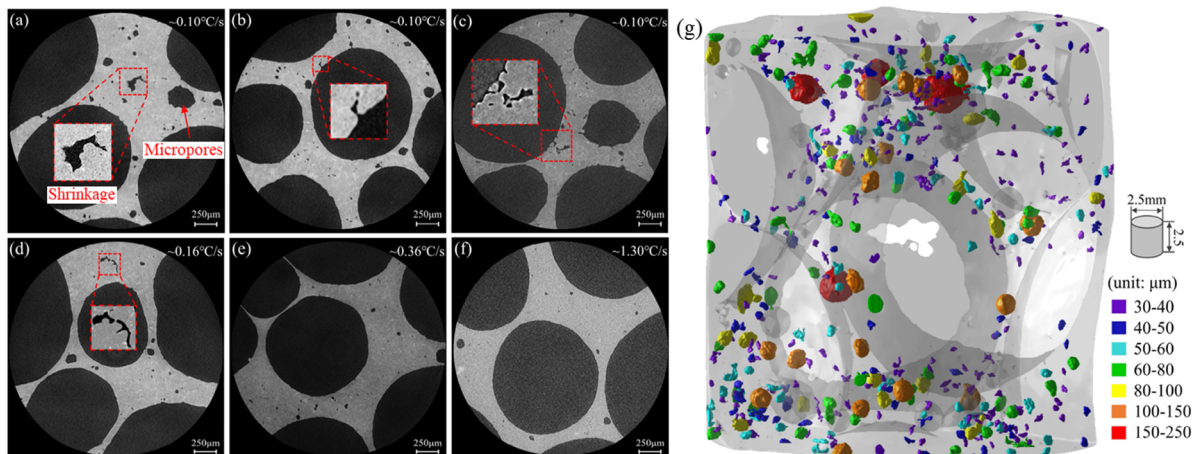 (a)
~0.10℃/s
Micropores
Shrinkage
250μm
(b)
~0.10℃/s
250μm
(c)
~0.10℃/s
250μm
(d)
~0.16℃/s
250μm
(e)
~0.36℃/s
250μm
(f)
~1.30℃/s
250μm
(g)
2.5mm
2.5
(unit: μm)
30-40
40-50
50-60
60-80
80-100
100-150
150-250